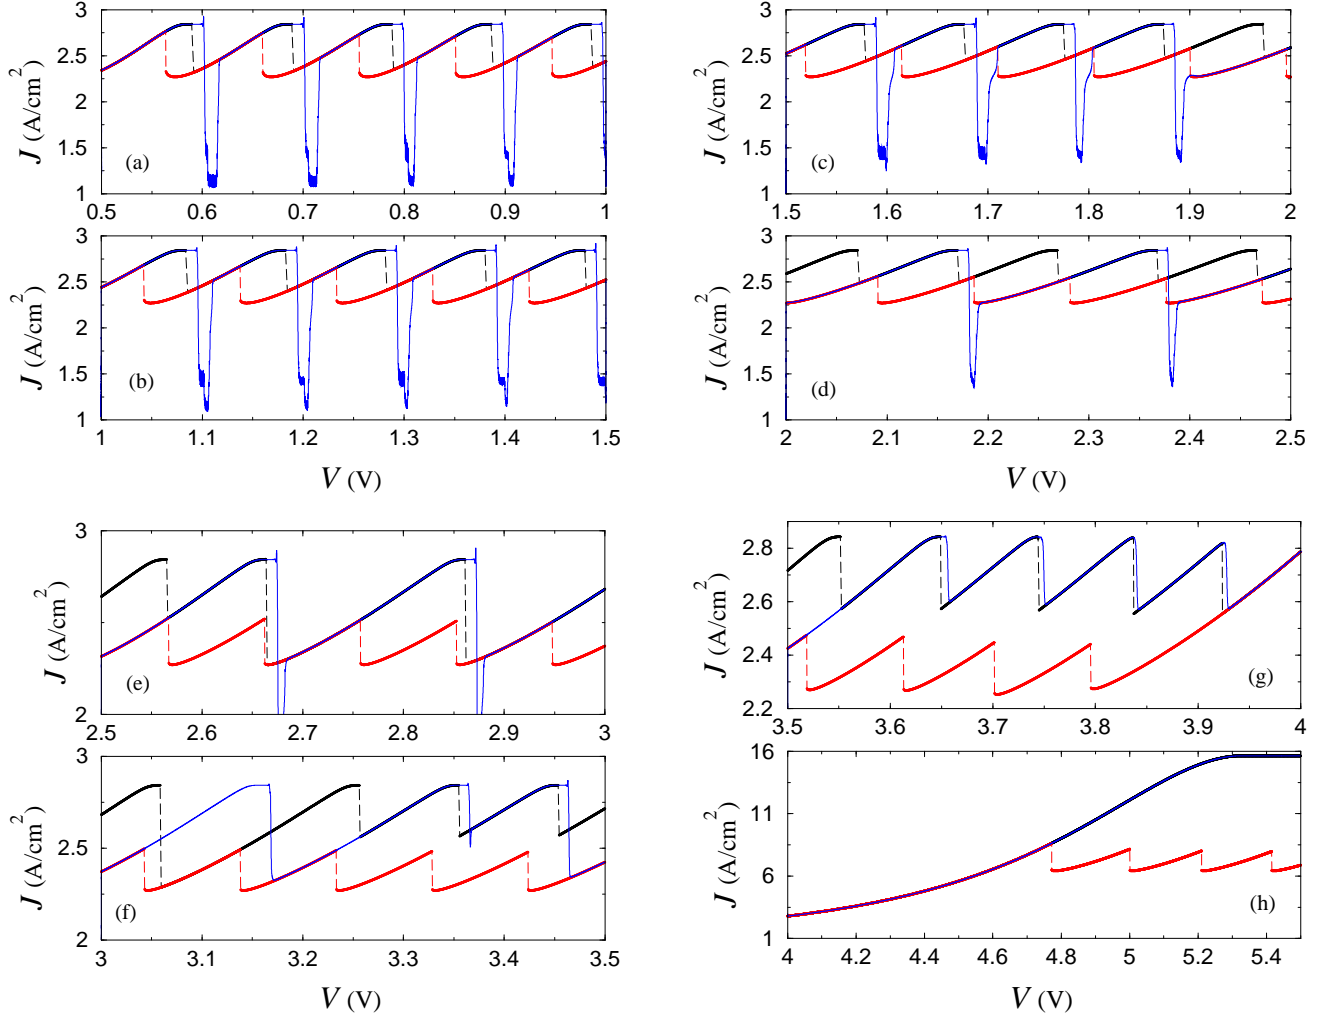 3
2.5
2
1.5
1
J (A/cm²)
(a)
0.5 0.6 0.7 0.8 0.9 1
3
2.5
2
1.5
1
J (A/cm²)
(b)
1 1.1 1.2 1.3 1.4 1.5
V (V)
3
2.5
2
1.5
1
J (A/cm²)
(c)
1.5 1.6 1.7 1.8 1.9 2
3
2.5
2
1.5
1
J (A/cm²)
(d)
2 2.1 2.2 2.3 2.4 2.5
V (V)
3
2.5
2
J (A/cm²)
(e)
2.5 2.6 2.7 2.8 2.9 3
3
2.5
2
J (A/cm²)
(f)
3 3.1 3.2 3.3 3.4 3.5
V (V)
2.8
2.6
2.4
2.2
J (A/cm²)
(g)
3.5 3.6 3.7 3.8 3.9 4
16
11
6
1
J (A/cm²)
(h)
4 4.2 4.4 4.6 4.8 5 5.2 5.4
V (V)